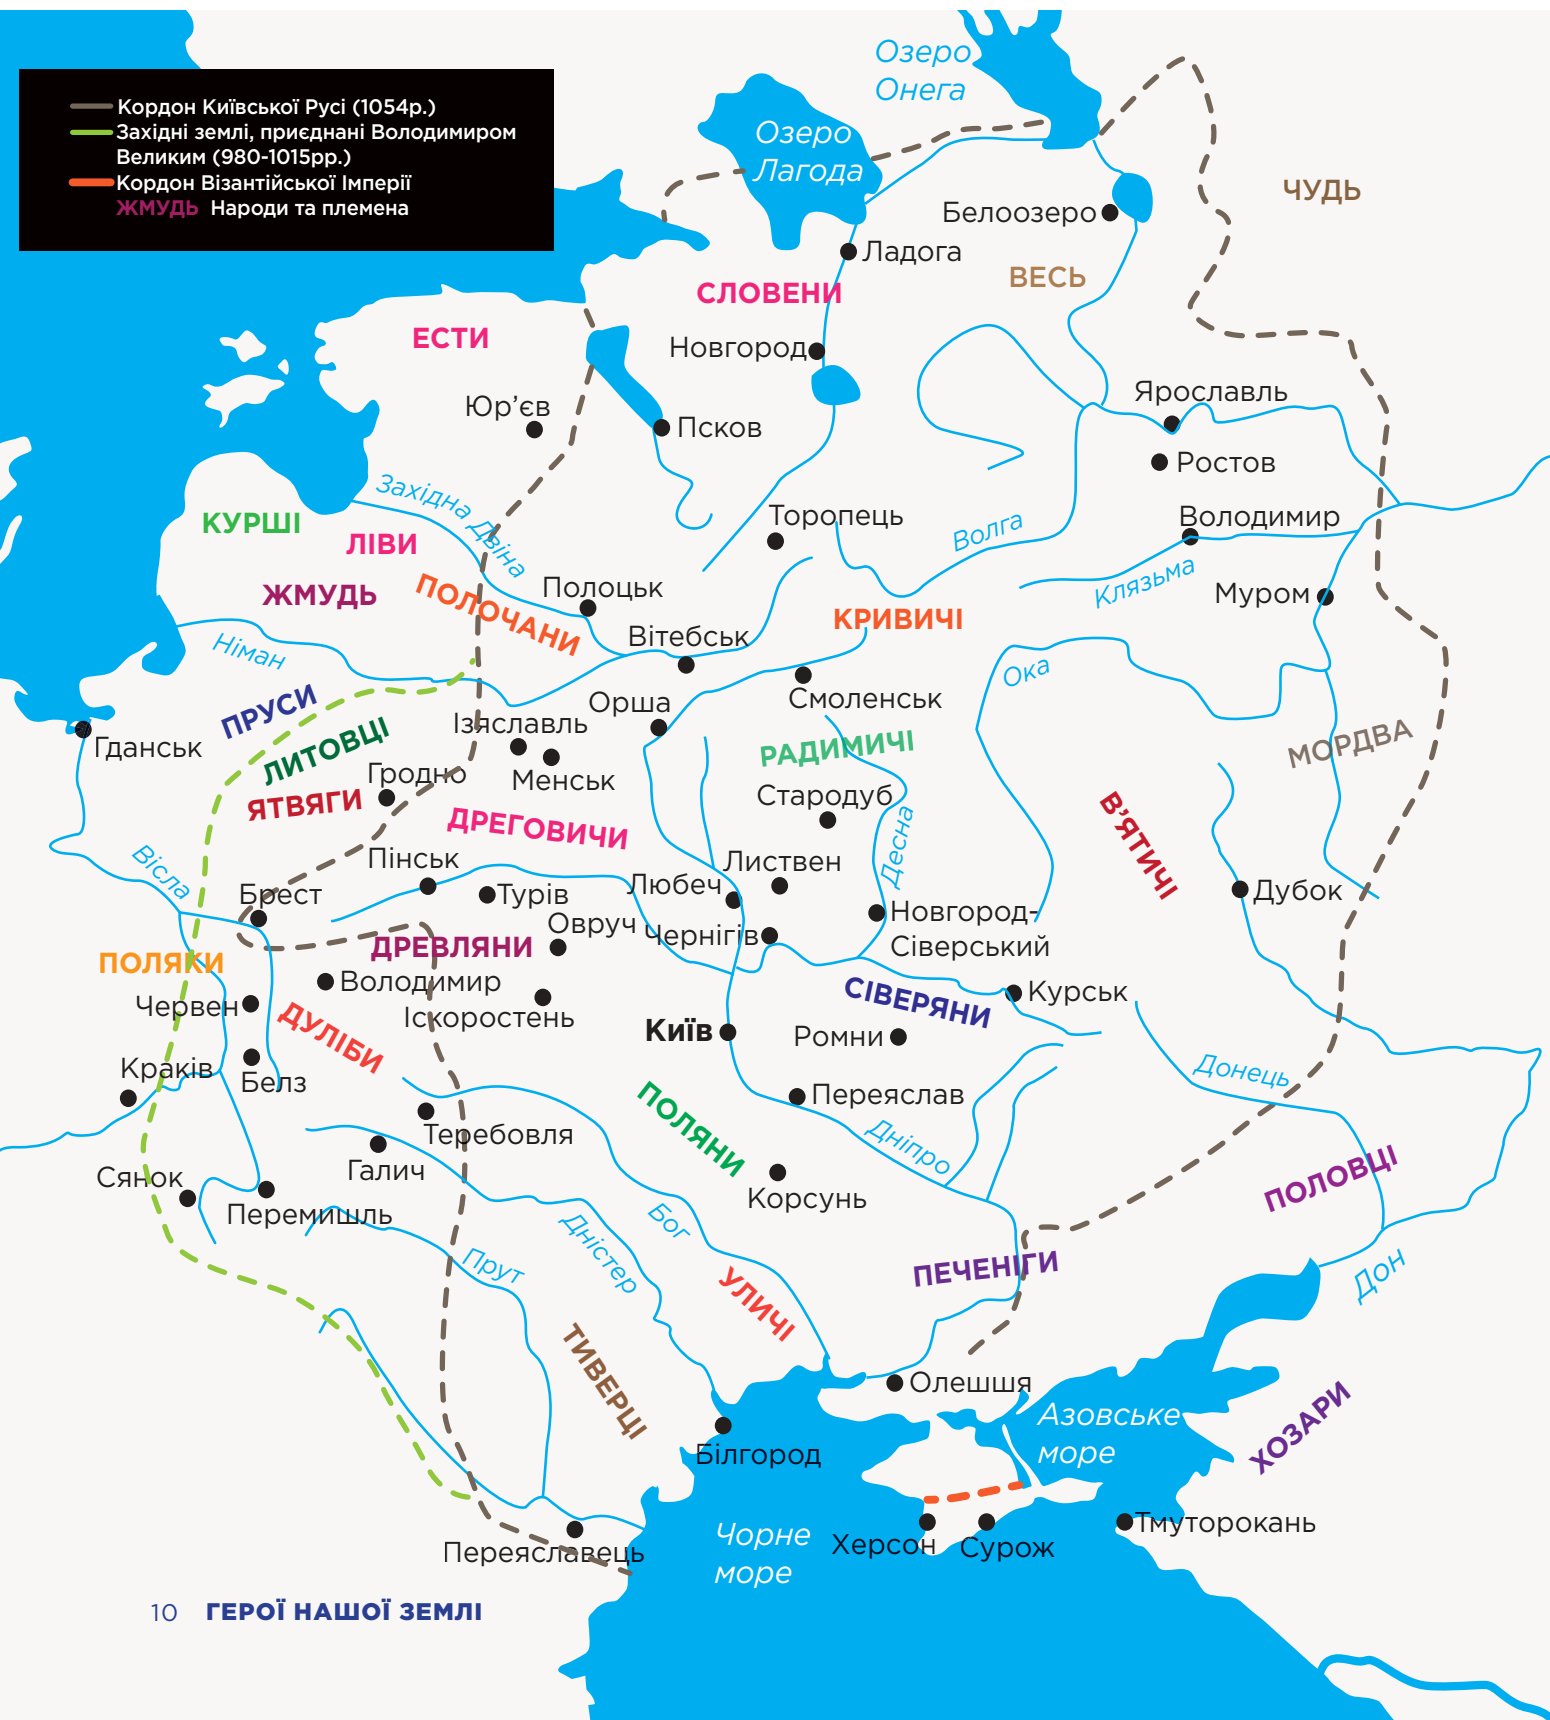 Озеро
Онега
Кордон Київської Русі (1054р.)
Західні землі, приєднані Володимиром
Великим (980-1015рр.)
Кордон Візантійської Імперії
ЖМУДЬ Народи та племена
Озеро
Лагода
ЧУДЬ
Белоозеро
Ладога
ВЕСЬ
СЛОВЕНИ
ЕСТИ
Новгород
Ярославль
Юр’єв
Псков
Ростов
Західна Двіна
КУРШІ
Торопець
Володимир
Волга
ЛІВИ
Клязьма
ЖМУДЬ
ПОЛОЧАНИ
Полоцьк
Муром
КРИВИЧІ
Вітебськ
Німан
Ока
Смоленськ
ПРУСИ
Орша
Ізяславль
Гданськ
ЛИТОВЦІ
РАДИМИЧІ
МОРДВА
Гродно
Менськ
ЯТВЯГИ
Стародуб
ДРЕГОВИЧИ
Десна
В’ЯТИЧІ
Вісла
Пінськ
Листвен
Любеч
Брест
Турів
Дубок
Овруч
Новгород-
Сіверський
Чернігів
ДРЕВЛЯНИ
ПОЛЯКИ
Володимир
Червен
СІВЕРЯНИ
Курськ
Іскоростень
ДУЛІБИ
Київ
Ромни
Краків
Белз
Донець
Переяслав
ПОЛЯНИ
Теребовля
Дніпро
Галич
Сянок
ПОЛОВЦІ
Корсунь
Перемишль
Бог
Дністер
Прут
ПЕЧЕНІГИ
Дон
УЛИЧІ
ТИВЕРЦІ
Олешшя
Азовське
море
ХОЗАРИ
Білгород
Чорне
море
Херсон
Сурож
Тмуторокань
Переяславець
10 ГЕРОЇ НАШОЇ ЗЕМЛІ